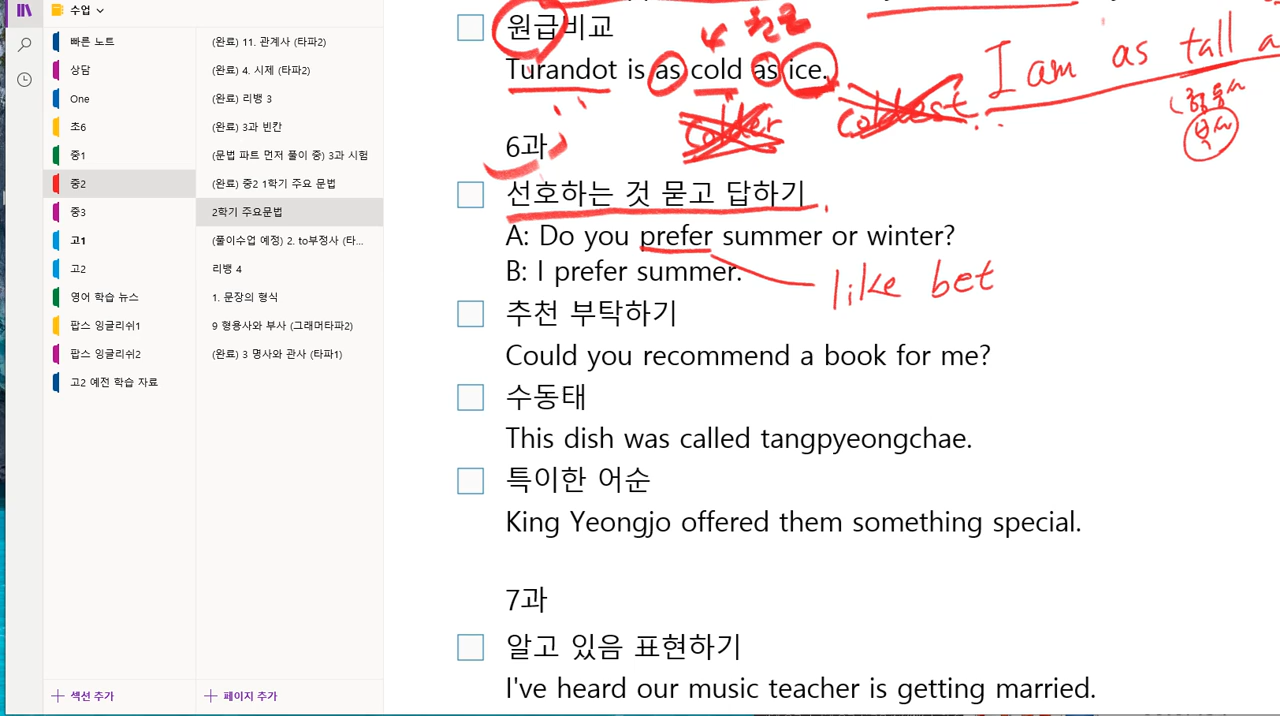 수업
빠른 노트
상담
One
초6
중1
중2
중3
고1
고2
영어 학습 뉴스
팝스 잉글리쉬1
팝스 잉글리쉬2
고2 예전 학습 자료
섹션 추가
(완료) 11. 관계사 (타파2)
(완료) 4. 시제 (타파2)
(완료) 리뱅 3
(완료) 3과 빈간
(문법 파트 먼저 풀이 중) 3과 시험
(완료) 중2 1학기 주요 문법
2학기 주요문법
(풀이수업 예정) 2. to부정사 (타...
리뱅 4
1. 문장의 형식
9 형용사와 부사 (그래머타파2)
(완료) 3 명사와 관사 (타파1)
페이지 추가
원급비교
Turandot is as cold as ice.
colder
coldest
I am as tall a
6과
선호하는 것 묻고 답하기
A: Do you prefer summer or winter?
B: I prefer summer.
like bet
추천 부탁하기
Could you recommend a book for me?
수동태
This dish was called tangpyeongchae.
특이한 어순
King Yeongjo offered them something special.
7과
알고 있음 표현하기
I've heard our music teacher is getting married.